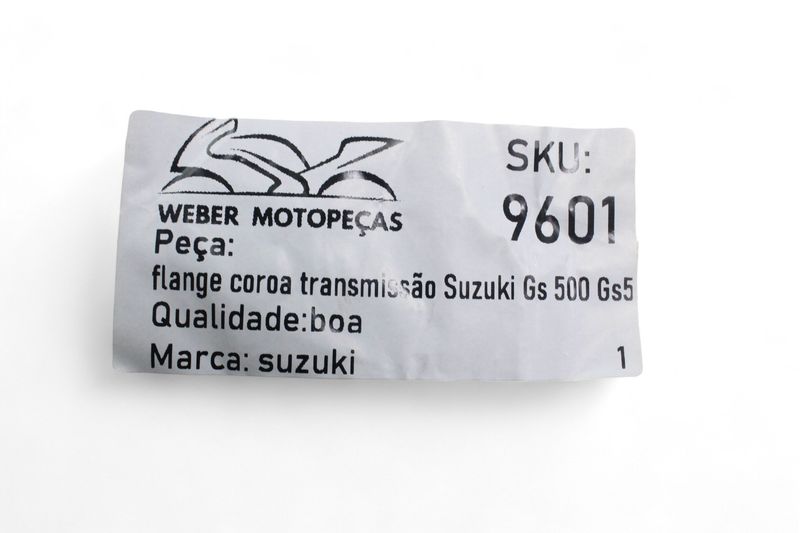 WEBER MOTOPEÇAS
SKU:
9601
Peça:
flange coroa transmissão Suzuki Gs 500 Gs5
Qualidade:boa
Marca: suzuki
1